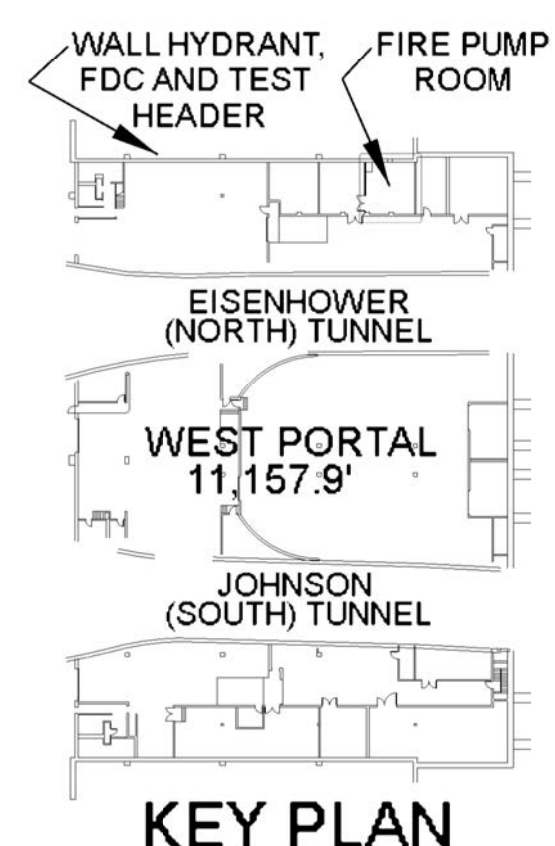 WALL HYDRANT,
FDC AND TEST
HEADER
FIRE PUMP
ROOM
EISENHOWER
(NORTH) TUNNEL
WEST PORTAL
11,157.9'
JOHNSON
(SOUTH) TUNNEL
KEY PLAN